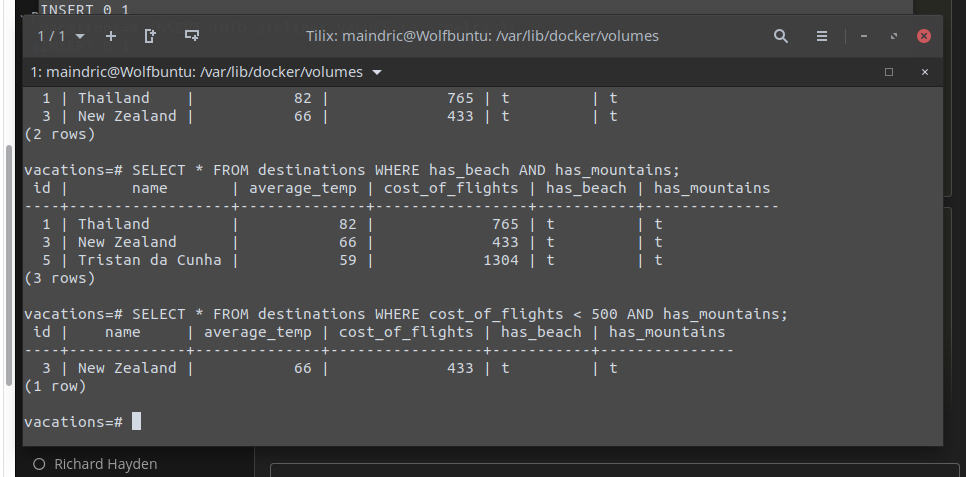 INSERT 0 1
1 / 1
Tilix: maindric@Wolfbuntu: /var/lib/docker/volumes
1: maindric@Wolfbuntu: /var/lib/docker/volumes
  1 | Thailand    |           82 |             765 | t         | t
  3 | New Zealand |           66 |             433 | t         | t
(2 rows)
vacations=# SELECT * FROM destinations WHERE has_beach AND has_mountains;
 id |       name       | average_temp | cost_of_flights | has_beach | has_mountains
----+------------------+--------------+-----------------+-----------+---------------
  1 | Thailand         |           82 |             765 | t         | t
  3 | New Zealand      |           66 |             433 | t         | t
  5 | Tristan da Cunha |           59 |            1304 | t         | t
(3 rows)
vacations=# SELECT * FROM destinations WHERE cost_of_flights < 500 AND has_mountains;
 id |    name     | average_temp | cost_of_flights | has_beach | has_mountains
----+-------------+--------------+-----------------+-----------+---------------
  3 | New Zealand |           66 |             433 | t         | t
(1 row)
vacations=#
Richard Hayden